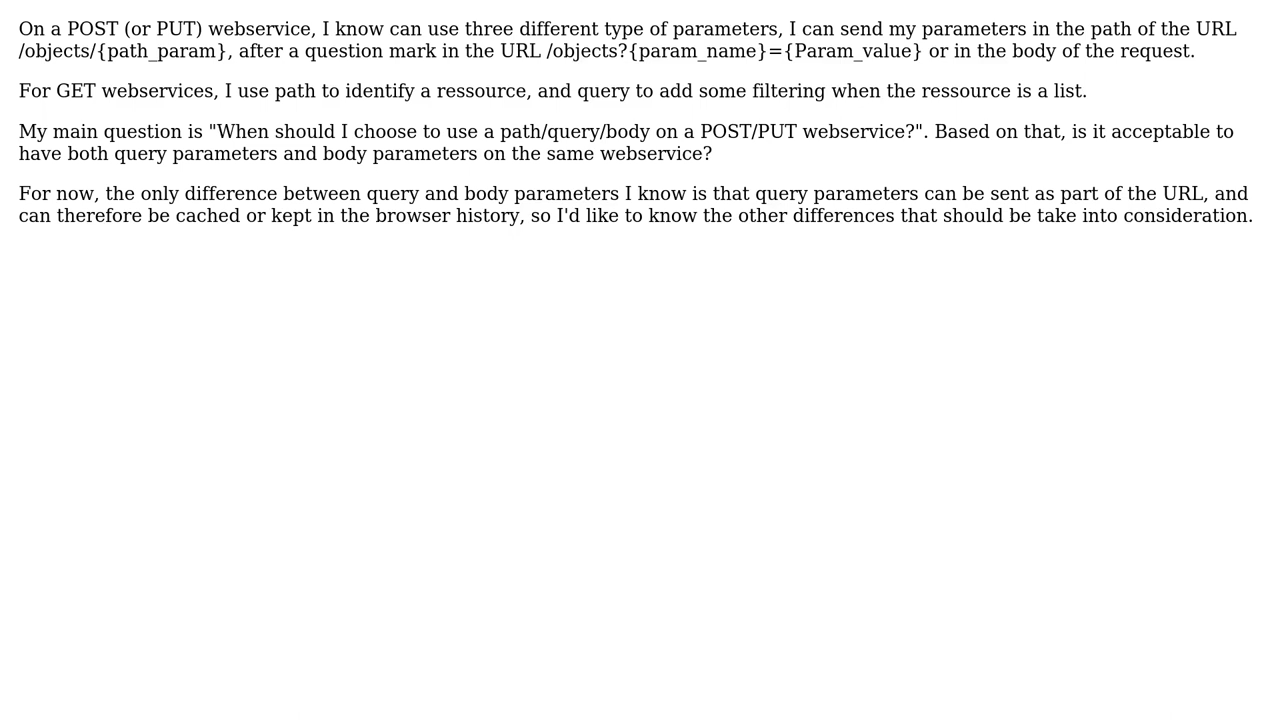 On a POST (or PUT) webservice, I know can use three different type of parameters, I can send my parameters in the path of the URL
/objects/{path_param}, after a question mark in the URL /objects?{param_name}={Param_value} or in the body of the request.
For GET webservices, I use path to identify a ressource, and query to add some filtering when the ressource is a list.
My main question is "When should I choose to use a path/query/body on a POST/PUT webservice?". Based on that, is it acceptable to
have both query parameters and body parameters on the same webservice?
For now, the only difference between query and body parameters I know is that query parameters can be sent as part of the URL, and
can therefore be cached or kept in the browser history, so I'd like to know the other differences that should be take into consideration.